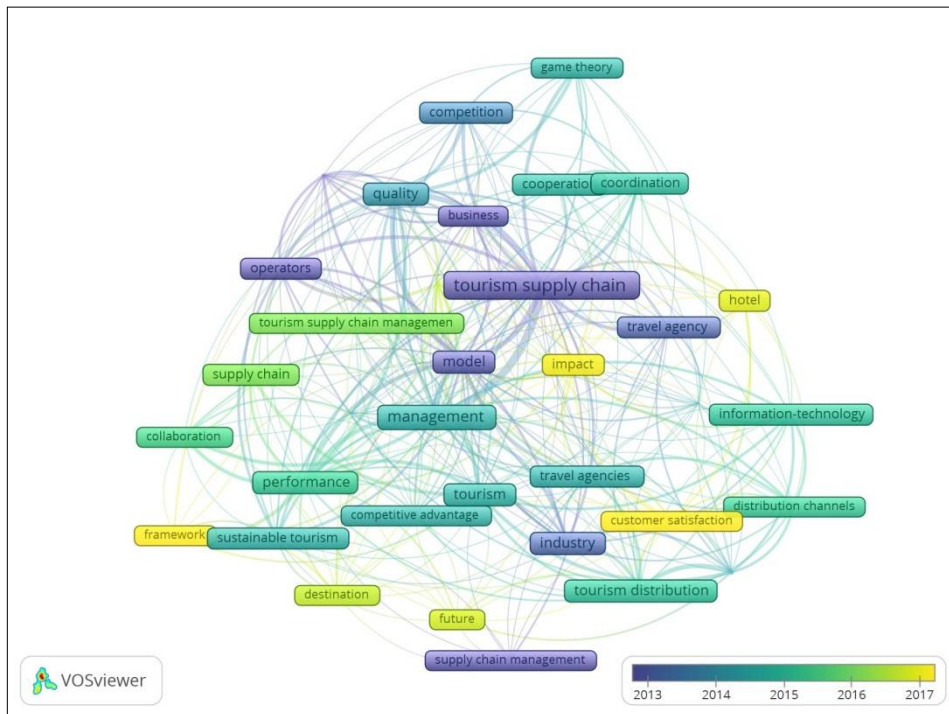 game theory
competition
cooperation
coordination
quality
business
operators
tourism supply chain
hotel
tourism supply chain managemen
travel agency
model
impact
supply chain
management
information-technology
collaboration
travel agencies
performance
tourism
distribution channels
competitive advantage
customer satisfaction
framework
sustainable tourism
industry
tourism distribution
destination
future
supply chain management
VOSviewer
2013 2014 2015 2016 2017